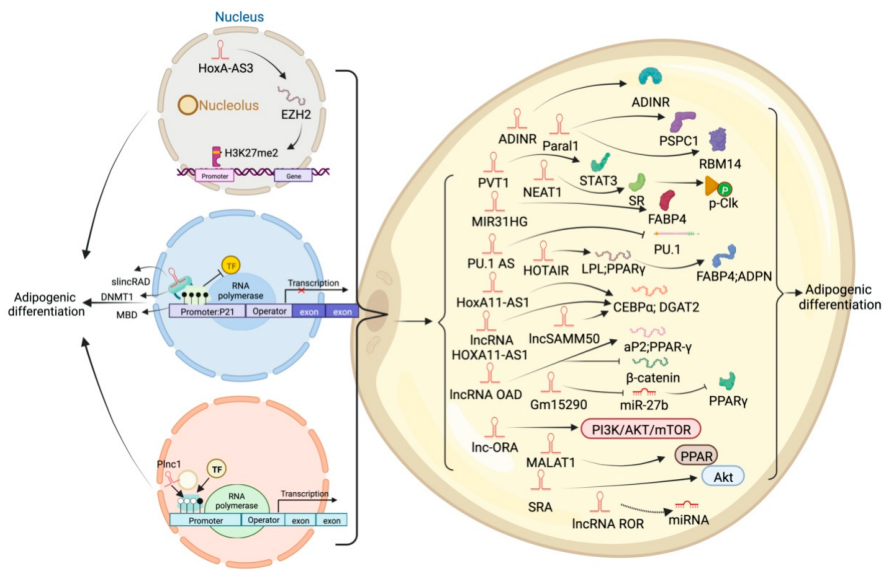 Nucleus
HoxA-AS3
Nucleolus
EZH2
H3K27me2
Promoter
Gene
slincRAD
TF
DNMT1
RNA
polymerase
Transcription
MBD
Promoter:P21
Operator
exon
exon
Adipogenic
differentiation
Plnc1
TF
RNA
polymerase
Transcription
Promoter
Operator
exon
exon
ADINR
ADINR
Paral1
PSPC1
RBM14
PVT1
STAT3
NEAT1
SR
p-Clk
P
MIR31HG
FABP4
PU.1 AS
PU.1
HOTAIR
LPL;PPARγ
FABP4;ADPN
HoxA11-AS1
CEBPα; DGAT2
lncRNA
HOXA11-AS1
lncSAMM50
aP2;PPAR-γ
β-catenin
lncRNA OAD
Gm15290
miR-27b
PPARγ
lnc-ORA
PI3K/AKT/mTOR
MALAT1
PPAR
Akt
SRA
lncRNA ROR
miRNA
Adipogenic
differentiation